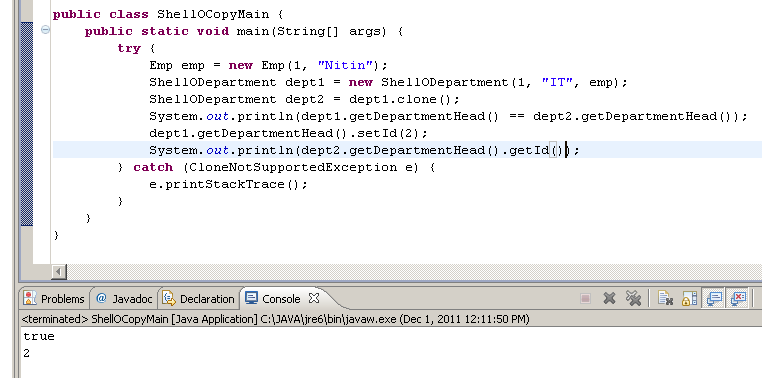 public class ShellOCopyMain {
    public static void main(String[] args) {
        try {
            Emp emp = new Emp(1, "Nitin");
            ShellODepartment dept1 = new ShellODepartment(1, "IT", emp);
            ShellODepartment dept2 = dept1.clone();
            System.out.println(dept1.getDepartmentHead() == dept2.getDepartmentHead());
            dept1.getDepartmentHead().setId(2);
            System.out.println(dept2.getDepartmentHead().getId());
        } catch (CloneNotSupportedException e) {
            e.printStackTrace();
        }
    }
}
Problems @ Javadoc Declaration Console
<terminated> ShellOCopyMain [Java Application] C:\JAVA\jre6\bin\javaw.exe (Dec 1, 2011 12:11:50 PM)
true
2